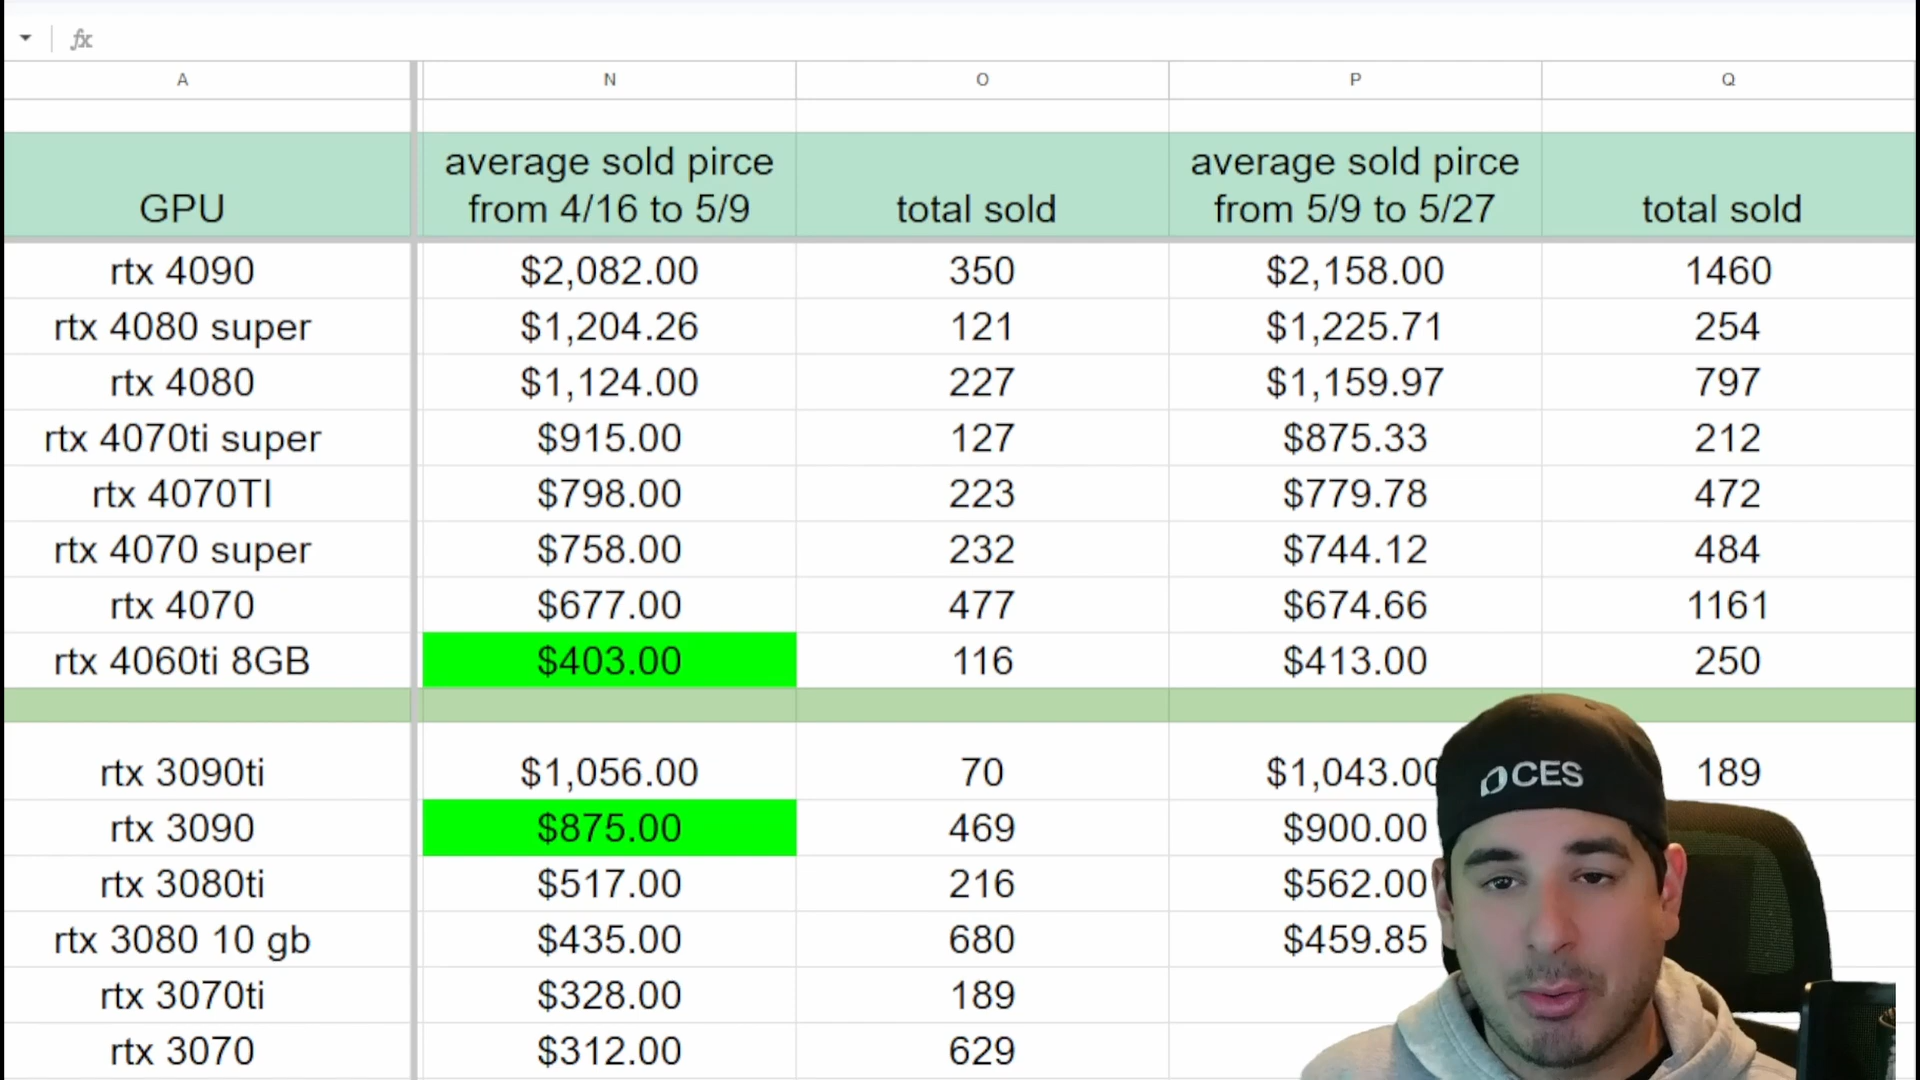 fx
A N O P Q
GPU average sold pirce from 4/16 to 5/9 total sold average sold pirce from 5/9 to 5/27 total sold
rtx 4090 $2,082.00 350 $2,158.00 1460
rtx 4080 super $1,204.26 121 $1,225.71 254
rtx 4080 $1,124.00 227 $1,159.97 797
rtx 4070ti super $915.00 127 $875.33 212
rtx 4070TI $798.00 223 $779.78 472
rtx 4070 super $758.00 232 $744.12 484
rtx 4070 $677.00 477 $674.66 1161
rtx 4060ti 8GB $403.00 116 $413.00 250
rtx 3090ti $1,056.00 70 $1,043.00 189
rtx 3090 $875.00 469 $900.00
rtx 3080ti $517.00 216 $562.00
rtx 3080 10 gb $435.00 680 $459.85
rtx 3070ti $328.00 189
rtx 3070 $312.00 629
CES